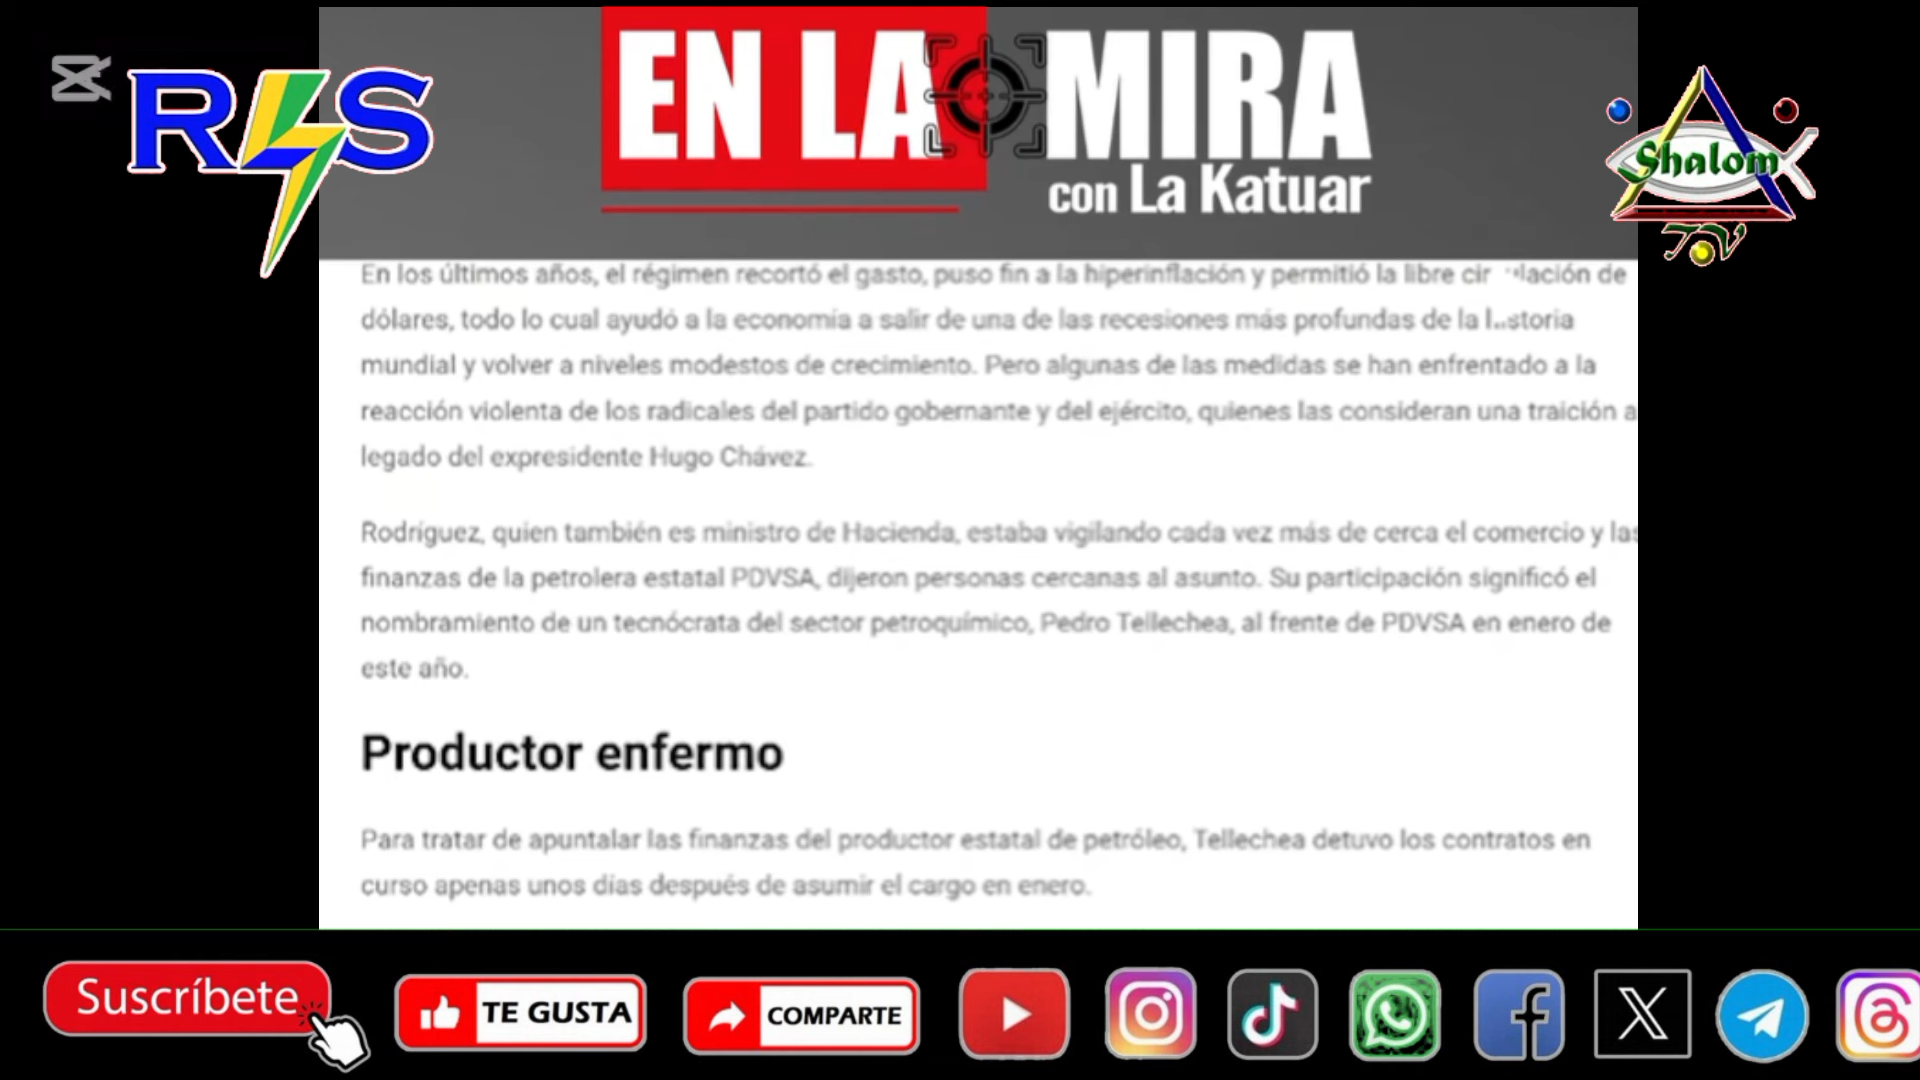 RS
EN LA MIRA
con La Katuar
Shalom
TV
En los últimos años, el régimen recortó el gasto, puso fin a la hiperinflación y permitió la libre cir ulación de
dólares, todo lo cual ayudó a la economía a salir de una de las recesiones más profundas de la historia
mundial y volver a niveles modestos de crecimiento. Pero algunas de las medidas se han enfrentado a la
reacción violenta de los radicales del partido gobernante y del ejército, quienes las consideran una traición a
legado del expresidente Hugo Chávez.
Rodríguez, quien también es ministro de Hacienda, estaba vigilando cada vez más de cerca el comercio y las
finanzas de la petrolera estatal PDVSA, dijeron personas cercanas al asunto. Su participación significó el
nombramiento de un tecnócrata del sector petroquímico, Pedro Tellechea, al frente de PDVSA en enero de
este año.
Productor enfermo
Para tratar de apuntalar las finanzas del productor estatal de petróleo, Tellechea detuvo los contratos en
curso apenas unos días después de asumir el cargo en enero.
Suscríbete
TE GUSTA
COMPARTE